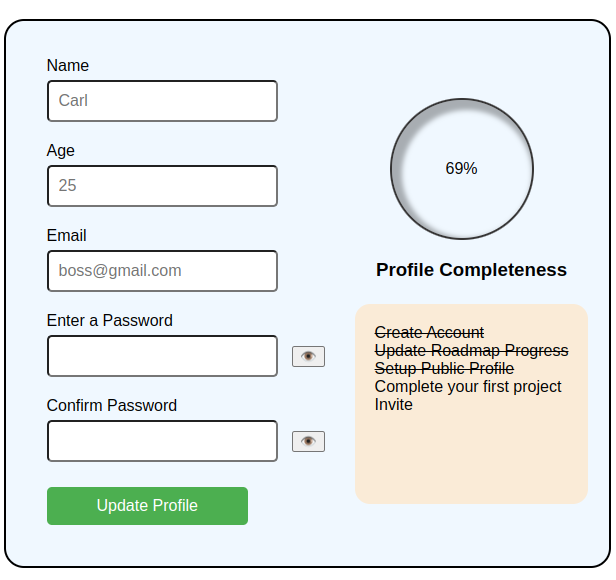 Name
Carl
Age
25
Email
boss@gmail.com
Enter a Password
Confirm Password
Update Profile
69%
Profile Completeness
Create Account
Update Roadmap Progress
Setup Public Profile
Complete your first project
Invite